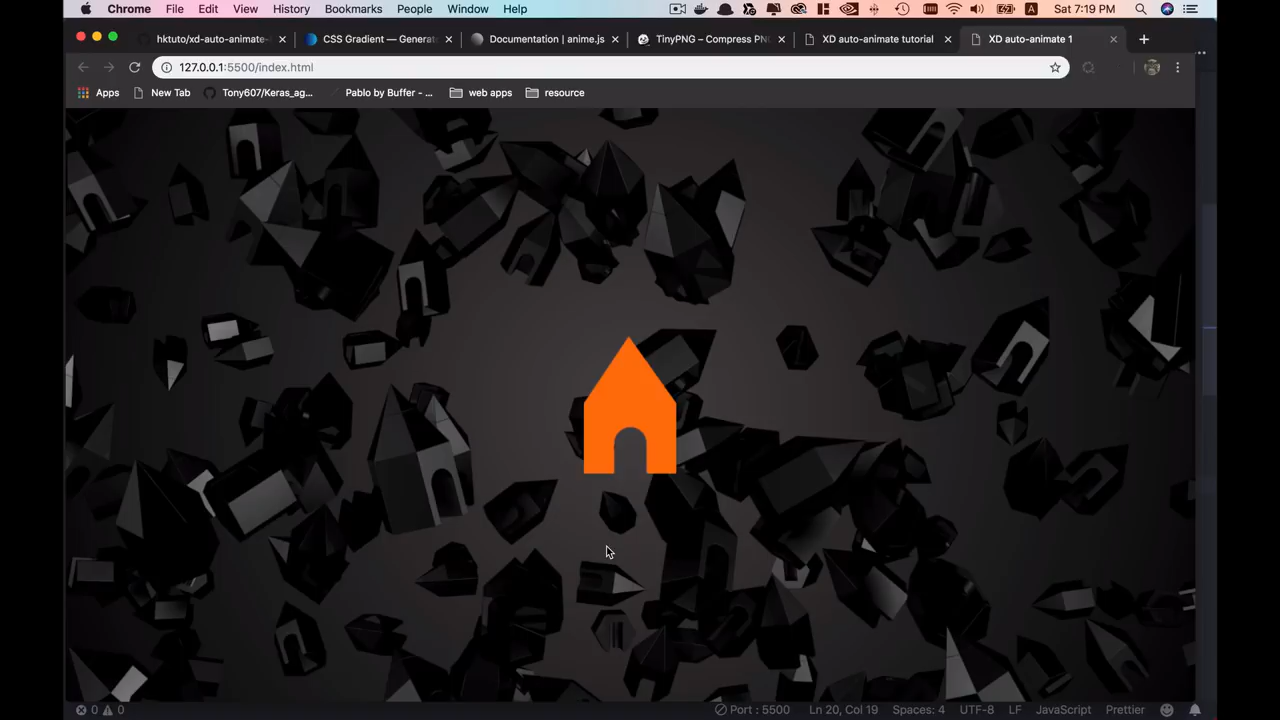 Chrome File Edit View History Bookmarks People Window Help A Sat 7:19 PM
hktuto/xd-auto-animate- CSS Gradient — Genera Documentation | anime.js TinyPNG – Compress PN XD auto-animate tutorial XD auto-animate 1
127.0.0.1:5500/index.html
Apps New Tab Tony607/Keras_ag... Pablo by Buffer - ... web apps resource
0 0 Port : 5500 Ln 20, Col 19 Spaces: 4 UTF-8 LF JavaScript Prettier